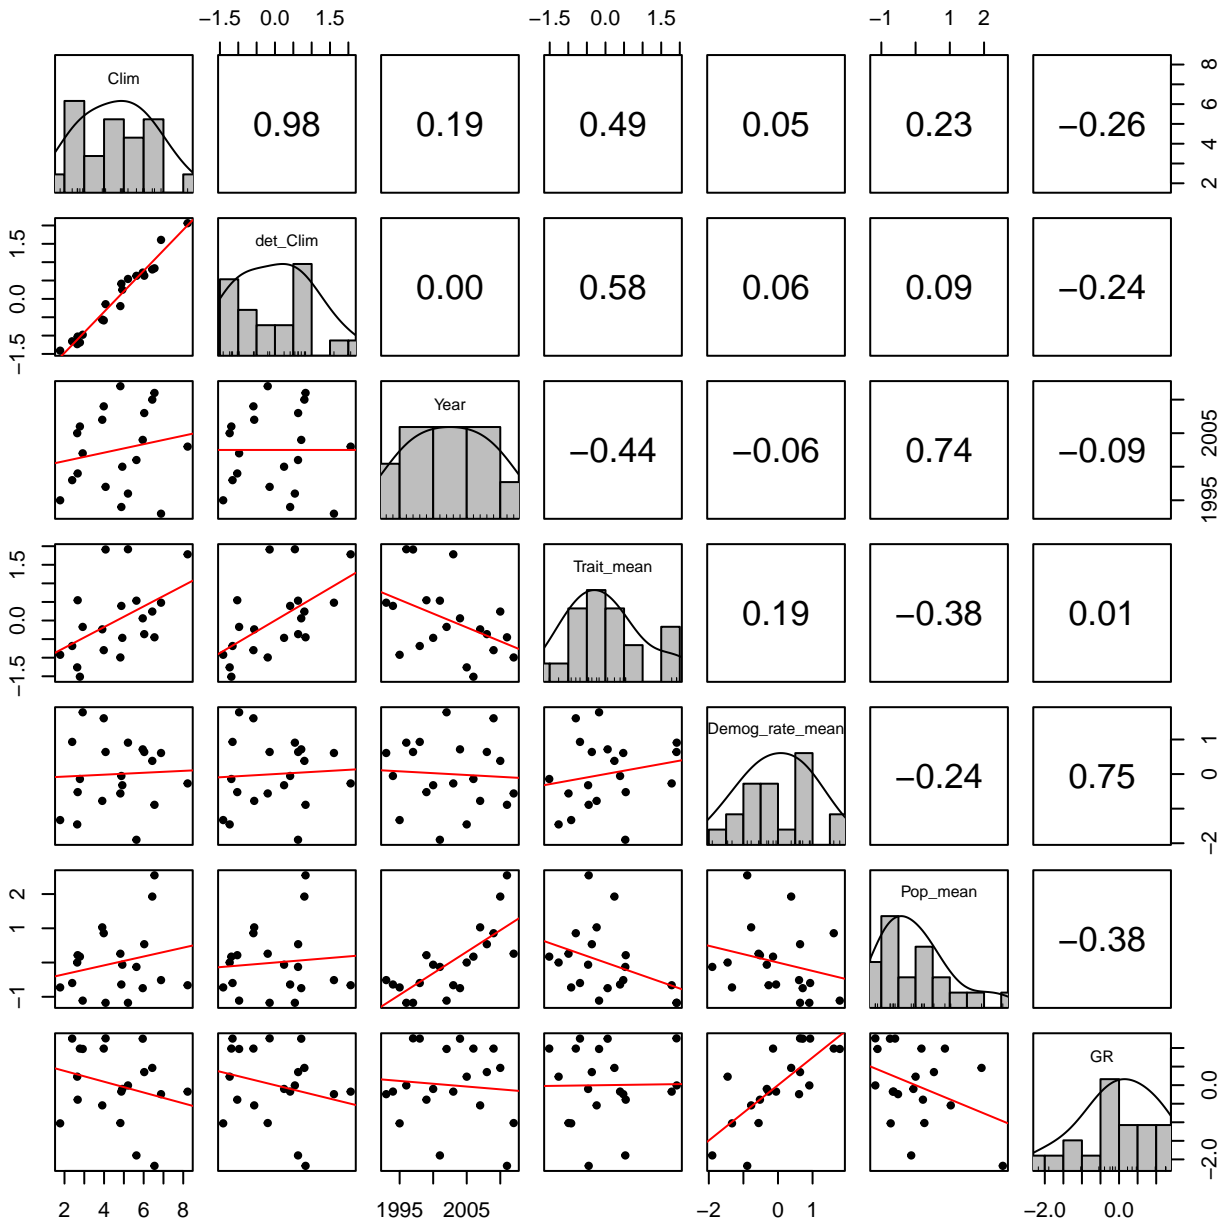 −1.5 0.0 1.5 −1.5 0.0 1.5 −1 1 2
Clim 0.98 0.19 0.49 0.05 0.23 −0.26 2 4 6 8
−1.5 0.0 1.5 det_Clim 0.00 0.58 0.06 0.09 −0.24
Year −0.44 −0.06 0.74 −0.09 1995 2005
−1.5 0.0 1.5 Trait_mean 0.19 −0.38 0.01
Demog_rate_mean −0.24 0.75 −2 0 1
−1 1 2 Pop_mean −0.38
GR −2.0 0.0
2 4 6 8 1995 2005 −2 0 1 −2.0 0.0